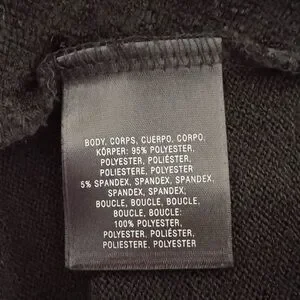 BODY, CORPS, CUERPO, CORPO,
KÖRPER: 95% POLYESTER,
POLYESTER, POLIÉSTER,
POLIESTERE, POLYESTER
5% SPANDEX, SPANDEX, SPANDEX,
SPANDEX, SPANDEX;
BOUCLE, BOUCLE, BOUCLE,
BOUCLE, BOUCLE:
100% POLYESTER,
POLYESTER, POLIÉSTER,
POLIESTERE, POLYESTER